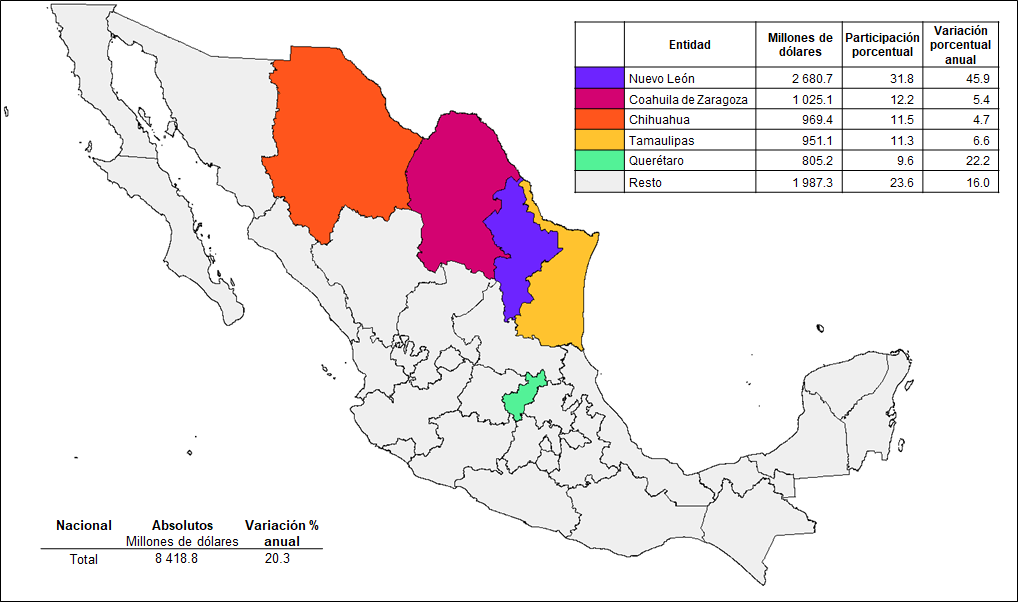 Entidad Millones de dólares Participación porcentual Variación porcentual anual
Nuevo León 2 680.7 31.8 45.9
Coahuila de Zaragoza 1 025.1 12.2 5.4
Chihuahua 969.4 11.5 4.7
Tamaulipas 951.1 11.3 6.6
Querétaro 805.2 9.6 22.2
Resto 1 987.3 23.6 16.0
Nacional Absolutos Variación %
Millones de dólares anual
Total 8 418.8 20.3